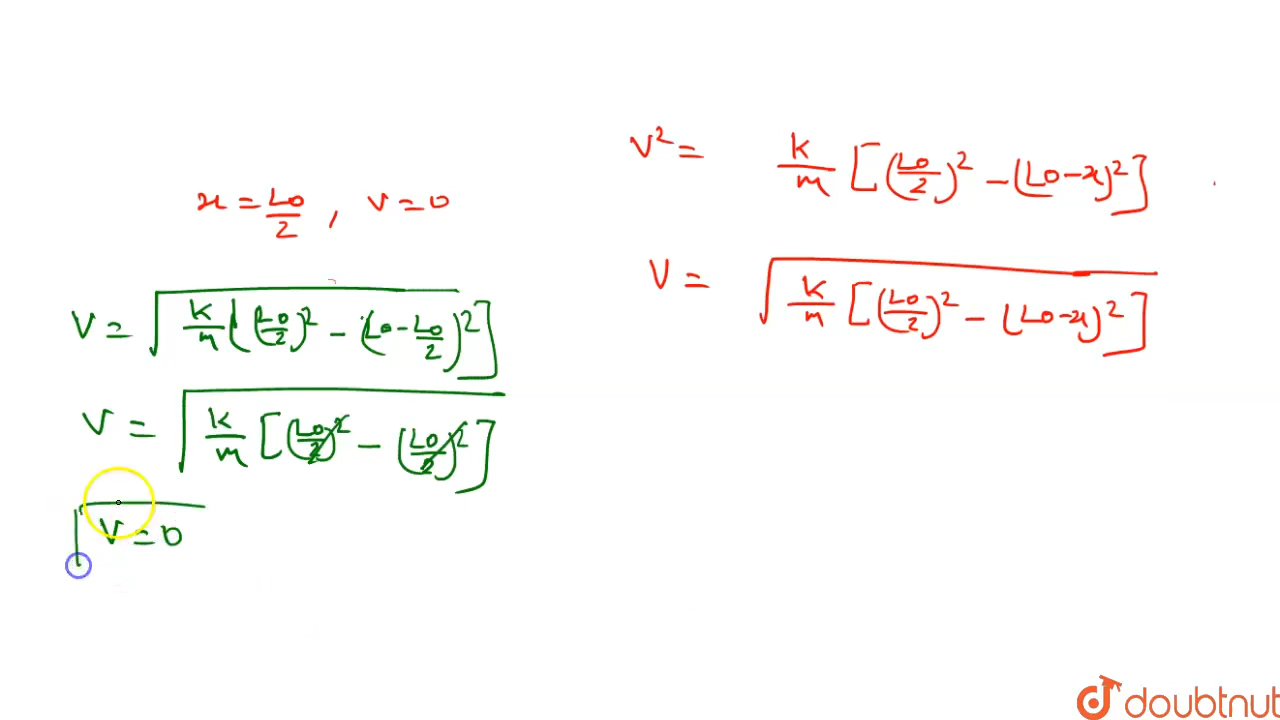 x = L0/2 , v = 0
V = √(K/m [(L0/2)² - (L0 - L0/2)²])
V = √(K/m [(L0/2)² - (L0/2)²])
V = 0
V² = K/m [(L0/2)² - (L0 - x)²]
V = √(K/m [(L0/2)² - (L0 - x)²])
doubtnut